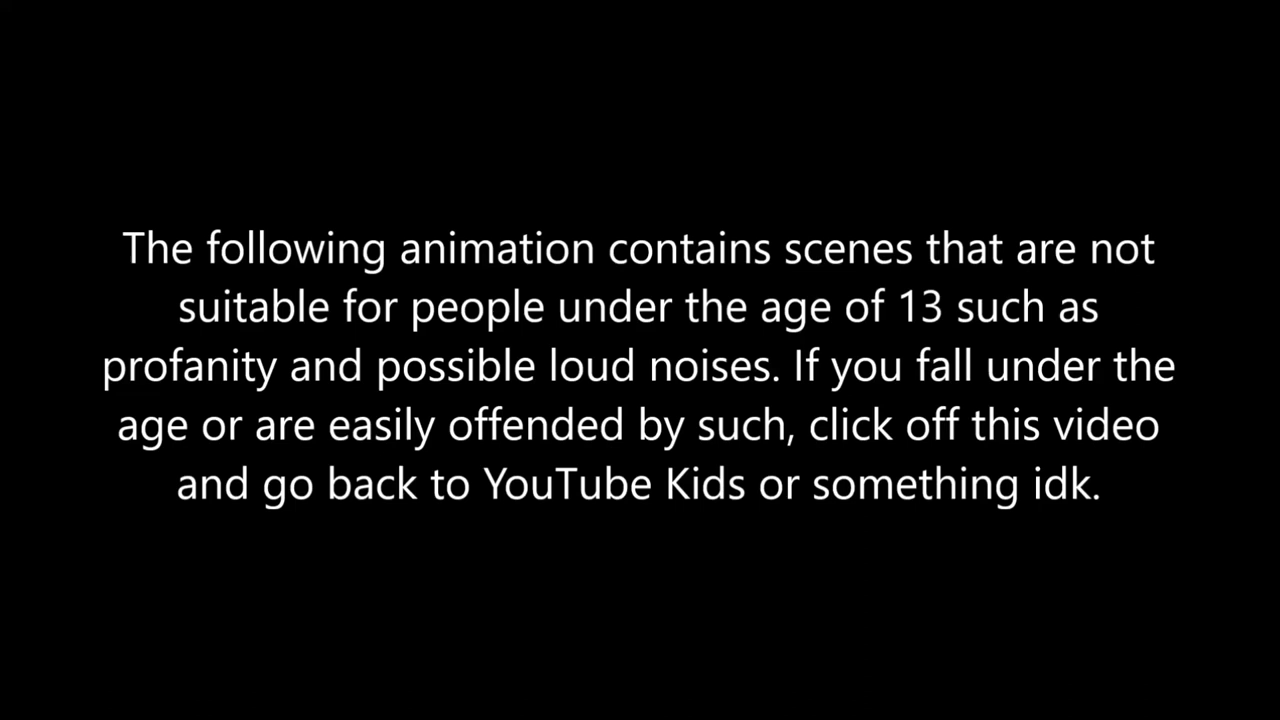 The following animation contains scenes that are not
suitable for people under the age of 13 such as
profanity and possible loud noises. If you fall under the
age or are easily offended by such, click off this video
and go back to YouTube Kids or something idk.